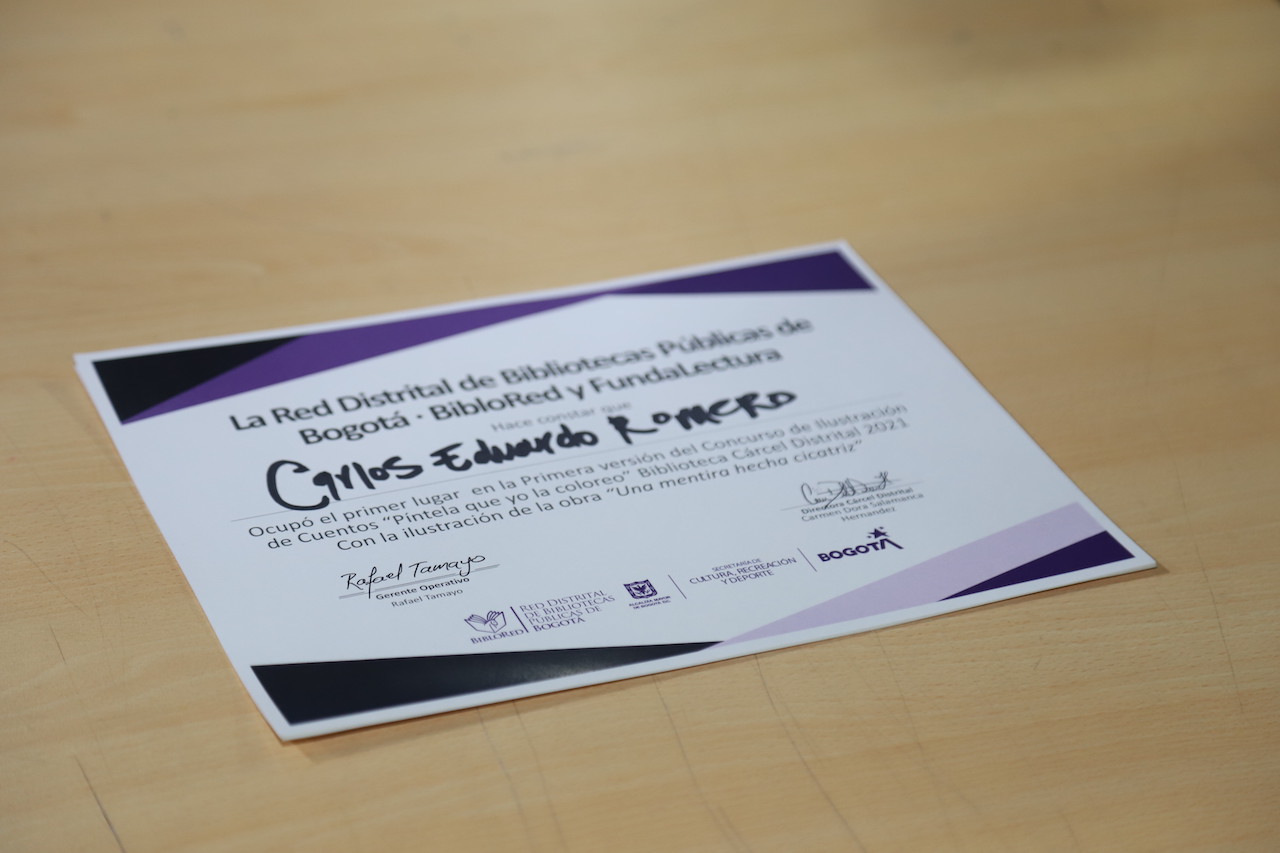 La Red Distrital de Bibliotecas Públicas de
Bogotá · BibloRed y FundaLectura
Hace constar que
Carlos Eduardo Romero
Ocupó el primer lugar en la Primera versión del Concurso de Ilustración
de Cuentos "Píntela que yo la coloreo" Biblioteca Cárcel Distrital 2021
Con la ilustración de la obra "Una mentira hecha cicatriz"
Directora Cárcel Distrital
Carmen Dora Salamanca
Hernandez
Rafael Tamayo
Gerente Operativo
Rafael Tamayo
BIBLORED
RED DISTRITAL
DE BIBLIOTECAS
PÚBLICAS DE
BOGOTÁ
ALCALDÍA MAYOR
DE BOGOTÁ D.C.
SECRETARÍA DE
CULTURA, RECREACIÓN
Y DEPORTE
BOGOTÁ